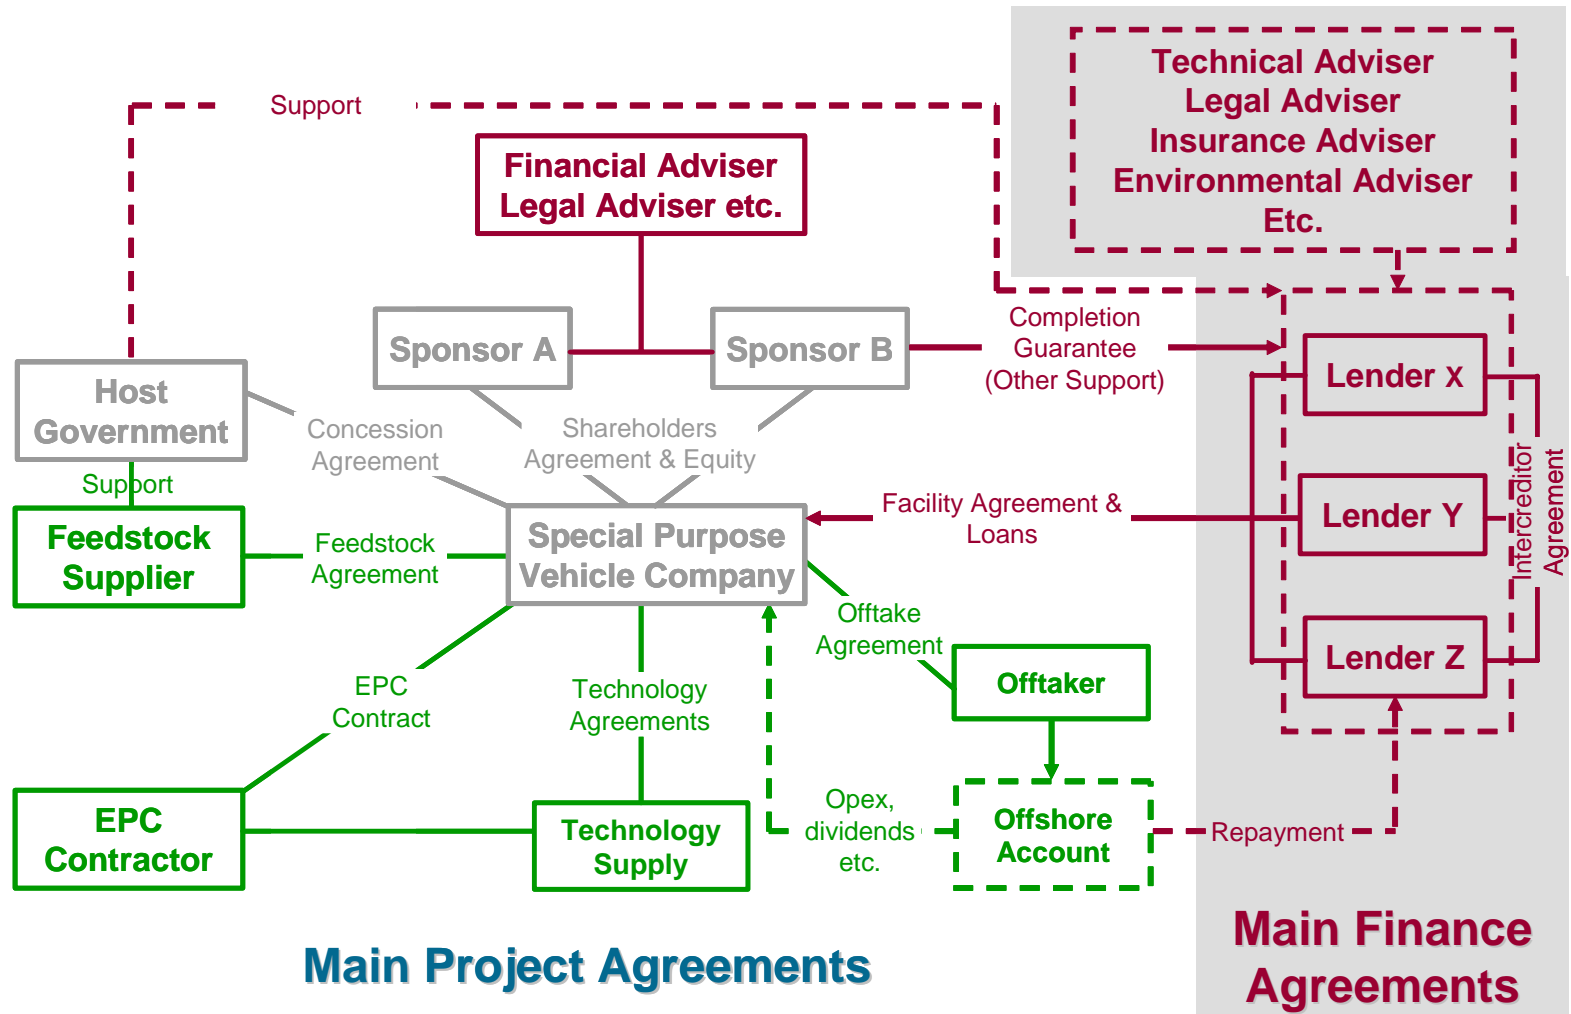 Technical Adviser
Legal Adviser
Insurance Adviser
Environmental Adviser
Etc.
Support
Financial Adviser
Legal Adviser etc.
Sponsor A
Sponsor B
Completion
Guarantee
(Other Support)
Lender X
Host
Government
Concession
Agreement
Shareholders
Agreement & Equity
Support
Facility Agreement &
Loans
Lender Y
Intercreditor
Agreement
Feedstock
Supplier
Feedstock
Agreement
Special Purpose
Vehicle Company
Offtake
Agreement
Lender Z
EPC
Contract
Technology
Agreements
Offtaker
EPC
Contractor
Technology
Supply
Opex,
dividends
etc.
Offshore
Account
Repayment
Main Project Agreements
Main Finance
Agreements